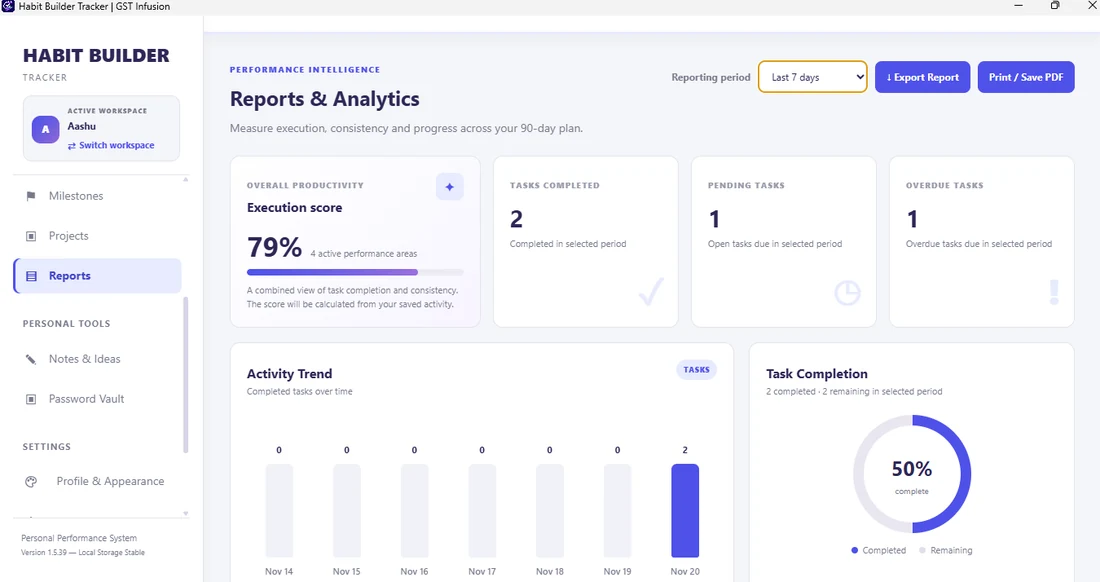 Habit Builder Tracker | GST Infusion
HABIT BUILDER
TRACKER
A
ACTIVE WORKSPACE
Aashu
⇄ Switch workspace
Milestones
Projects
Reports
PERSONAL TOOLS
Notes & Ideas
Password Vault
SETTINGS
Profile & Appearance
Personal Performance System
Version 1.5.39 — Local Storage Stable
PERFORMANCE INTELLIGENCE
Reports & Analytics
Measure execution, consistency and progress across your 90-day plan.
Reporting period
Last 7 days
↓ Export Report
Print / Save PDF
OVERALL PRODUCTIVITY
Execution score
79% 4 active performance areas
A combined view of task completion and consistency.
The score will be calculated from your saved activity.
TASKS COMPLETED
2
Completed in selected period
PENDING TASKS
1
Open tasks due in selected period
OVERDUE TASKS
1
Overdue tasks due in selected period
Activity Trend
Completed tasks over time
TASKS
0 0 0 0 0 0 2
Nov 14 Nov 15 Nov 16 Nov 17 Nov 18 Nov 19 Nov 20
Task Completion
2 completed · 2 remaining in selected period
50%
complete
Completed Remaining